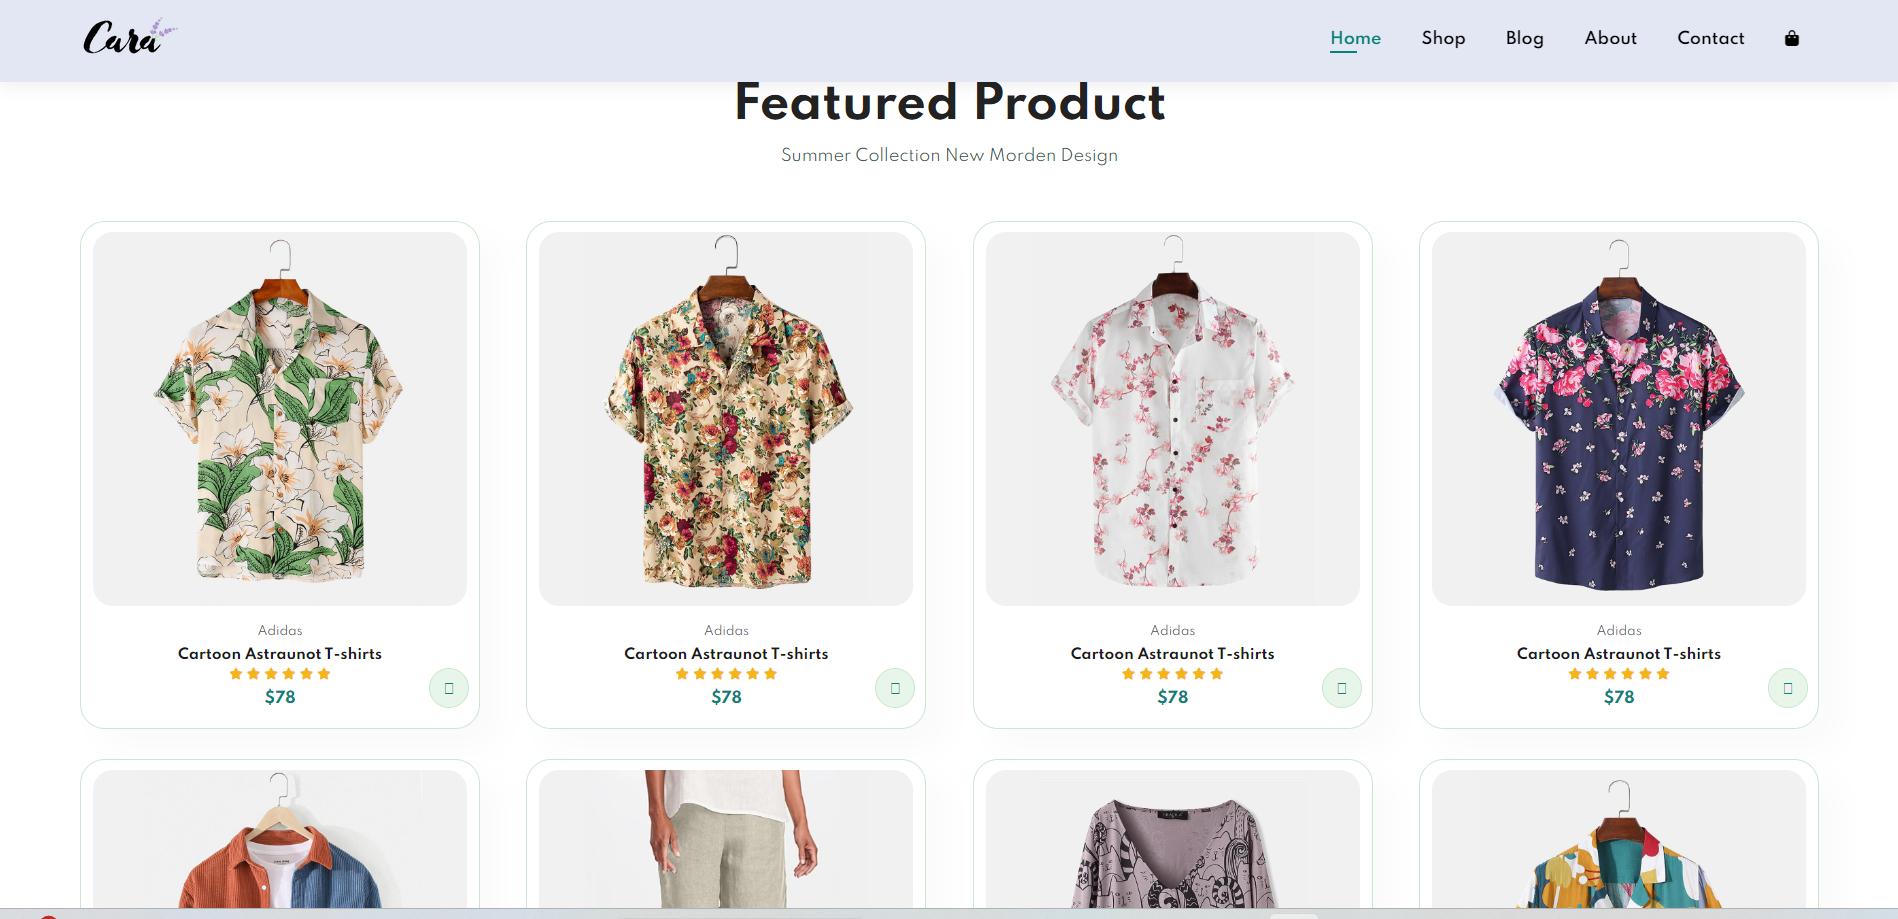 Cara
Home Shop Blog About Contact
Featured Product
Summer Collection New Morden Design
Adidas Adidas Adidas Adidas
Cartoon Astraunot T-shirts Cartoon Astraunot T-shirts Cartoon Astraunot T-shirts Cartoon Astraunot T-shirts
$78 $78 $78 $78